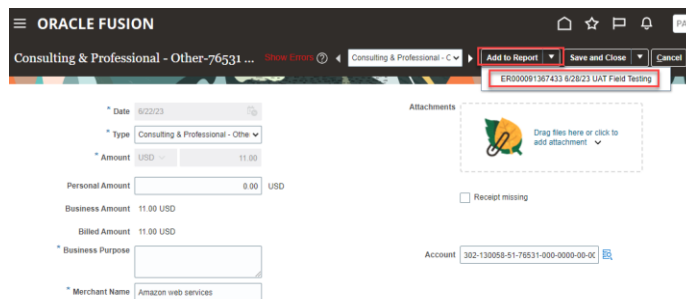 ORACLE FUSION
PA
Consulting & Professional - Other-76531 ... Show Errors Consulting & Professional - C Add to Report Save and Close Cancel
ER000091367433 6/28/23 UAT Field Testing
* Date 6/22/23
Attachments
Drag files here or click to
add attachment
* Type Consulting & Professional - Othe
* Amount USD 11.00
Personal Amount 0.00 USD
Receipt missing
Business Amount 11.00 USD
Billed Amount 11.00 USD
* Business Purpose
Account 302-130058-51-76531-000-0000-00-0C
* Merchant Name Amazon web services